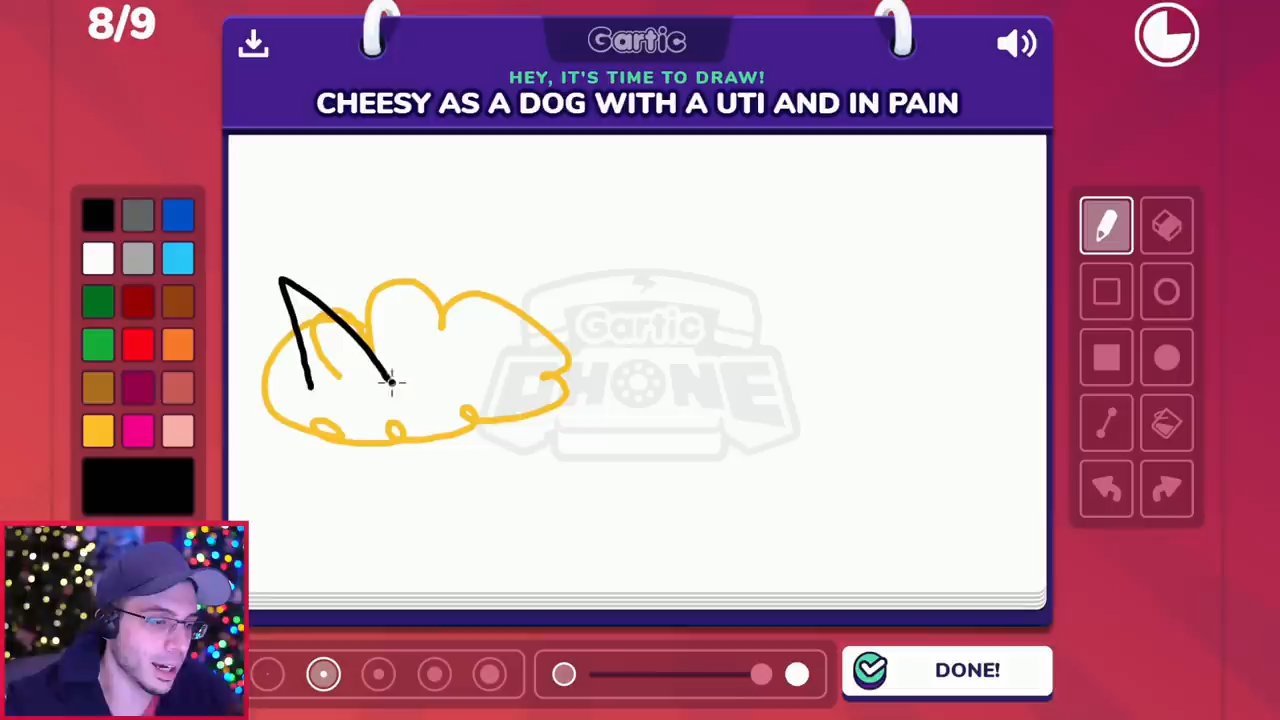 8/9
Gartic
HEY, IT'S TIME TO DRAW!
CHEESY AS A DOG WITH A UTI AND IN PAIN
Gartic
PHONE
DONE!